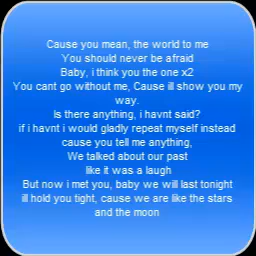 Cause you mean, the world to me
You should never be afraid
Baby, i think you the one x2
You cant go without me, Cause ill show you my
way.
Is there anything, i havnt said?
if i havnt i would gladly repeat myself instead
cause you tell me anything,
We talked about our past
like it was a laugh
But now i met you, baby we will last tonight
ill hold you tight, cause we are like the stars
and the moon